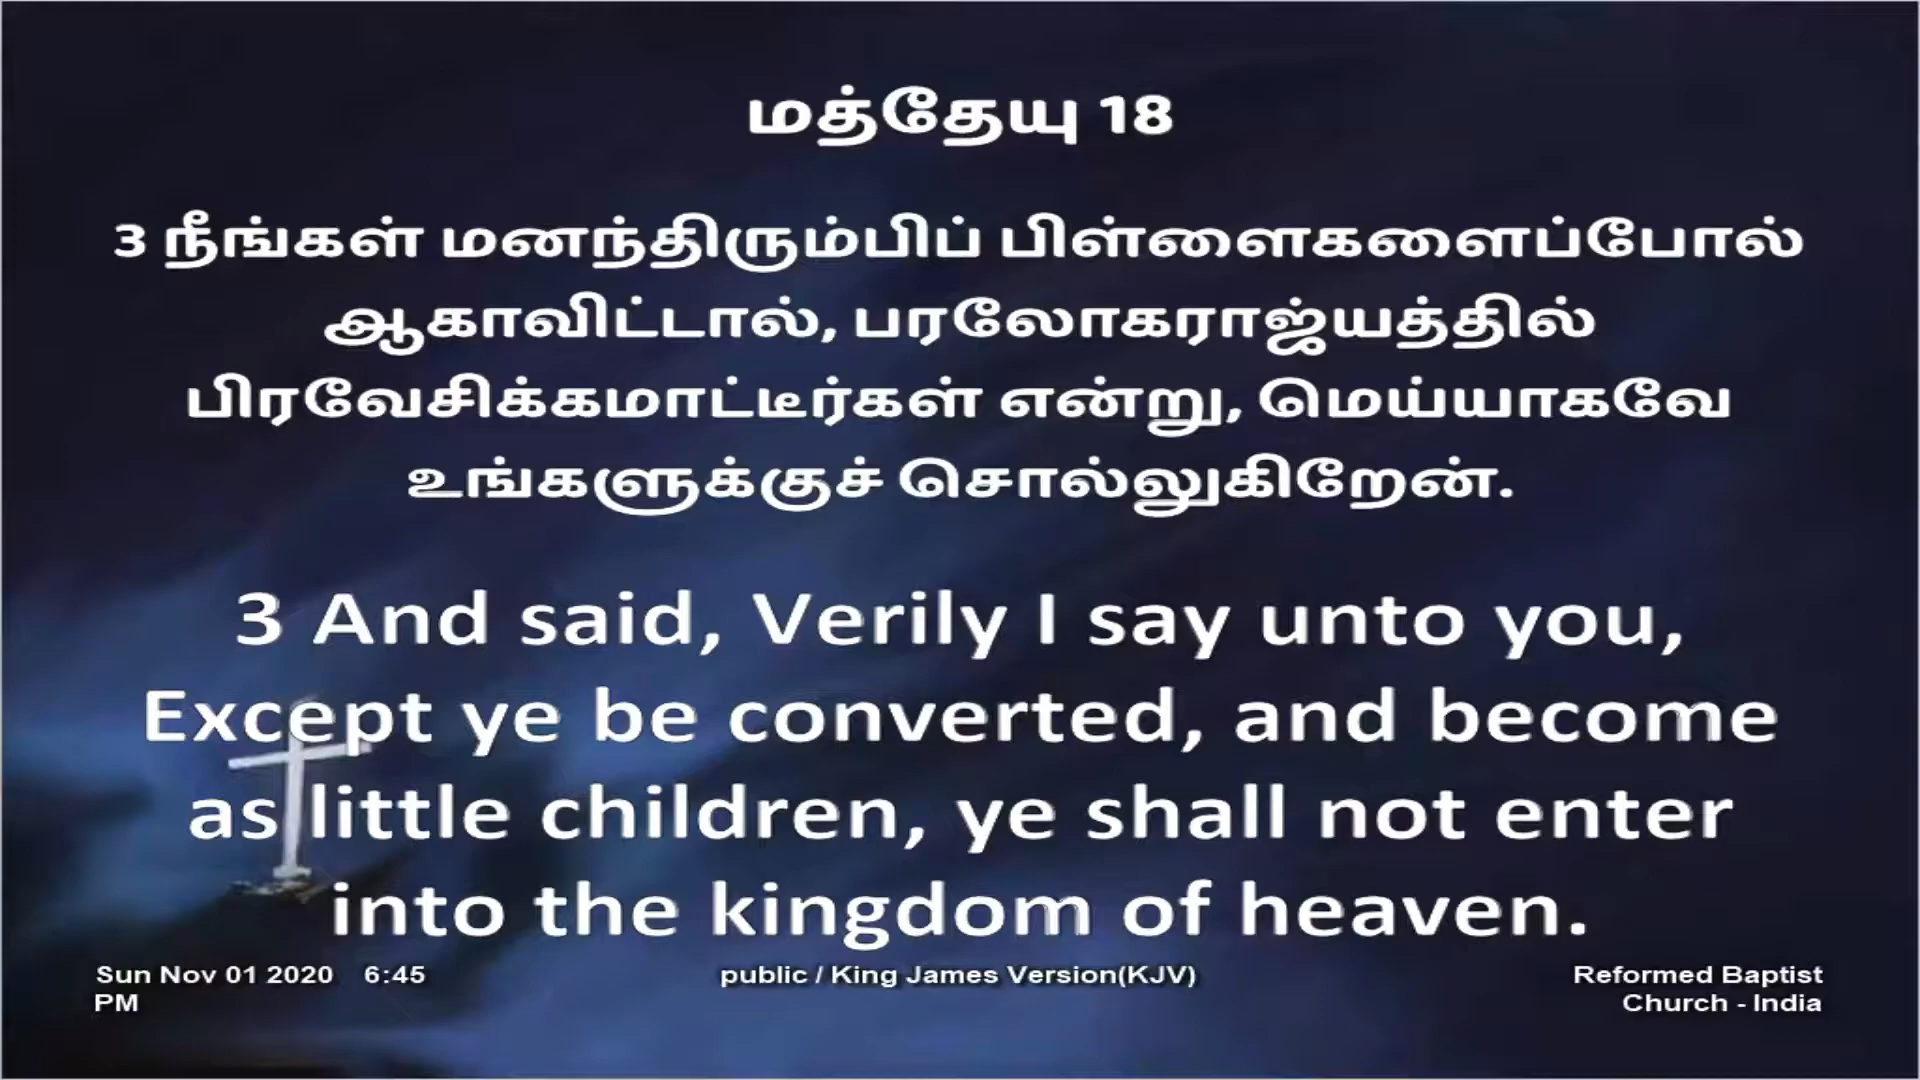 மத்தேயு 18
3 நீங்கள் மனந்திரும்பிப் பிள்ளைகளைப்போல்
ஆகாவிட்டால், பரலோகராஜ்யத்தில்
பிரவேசிக்கமாட்டீர்கள் என்று, மெய்யாகவே
உங்களுக்குச் சொல்லுகிறேன்.
3 And said, Verily I say unto you,
Except ye be converted, and become
as little children, ye shall not enter
into the kingdom of heaven.
Sun Nov 01 2020 6:45
PM
public / King James Version(KJV)
Reformed Baptist
Church - India